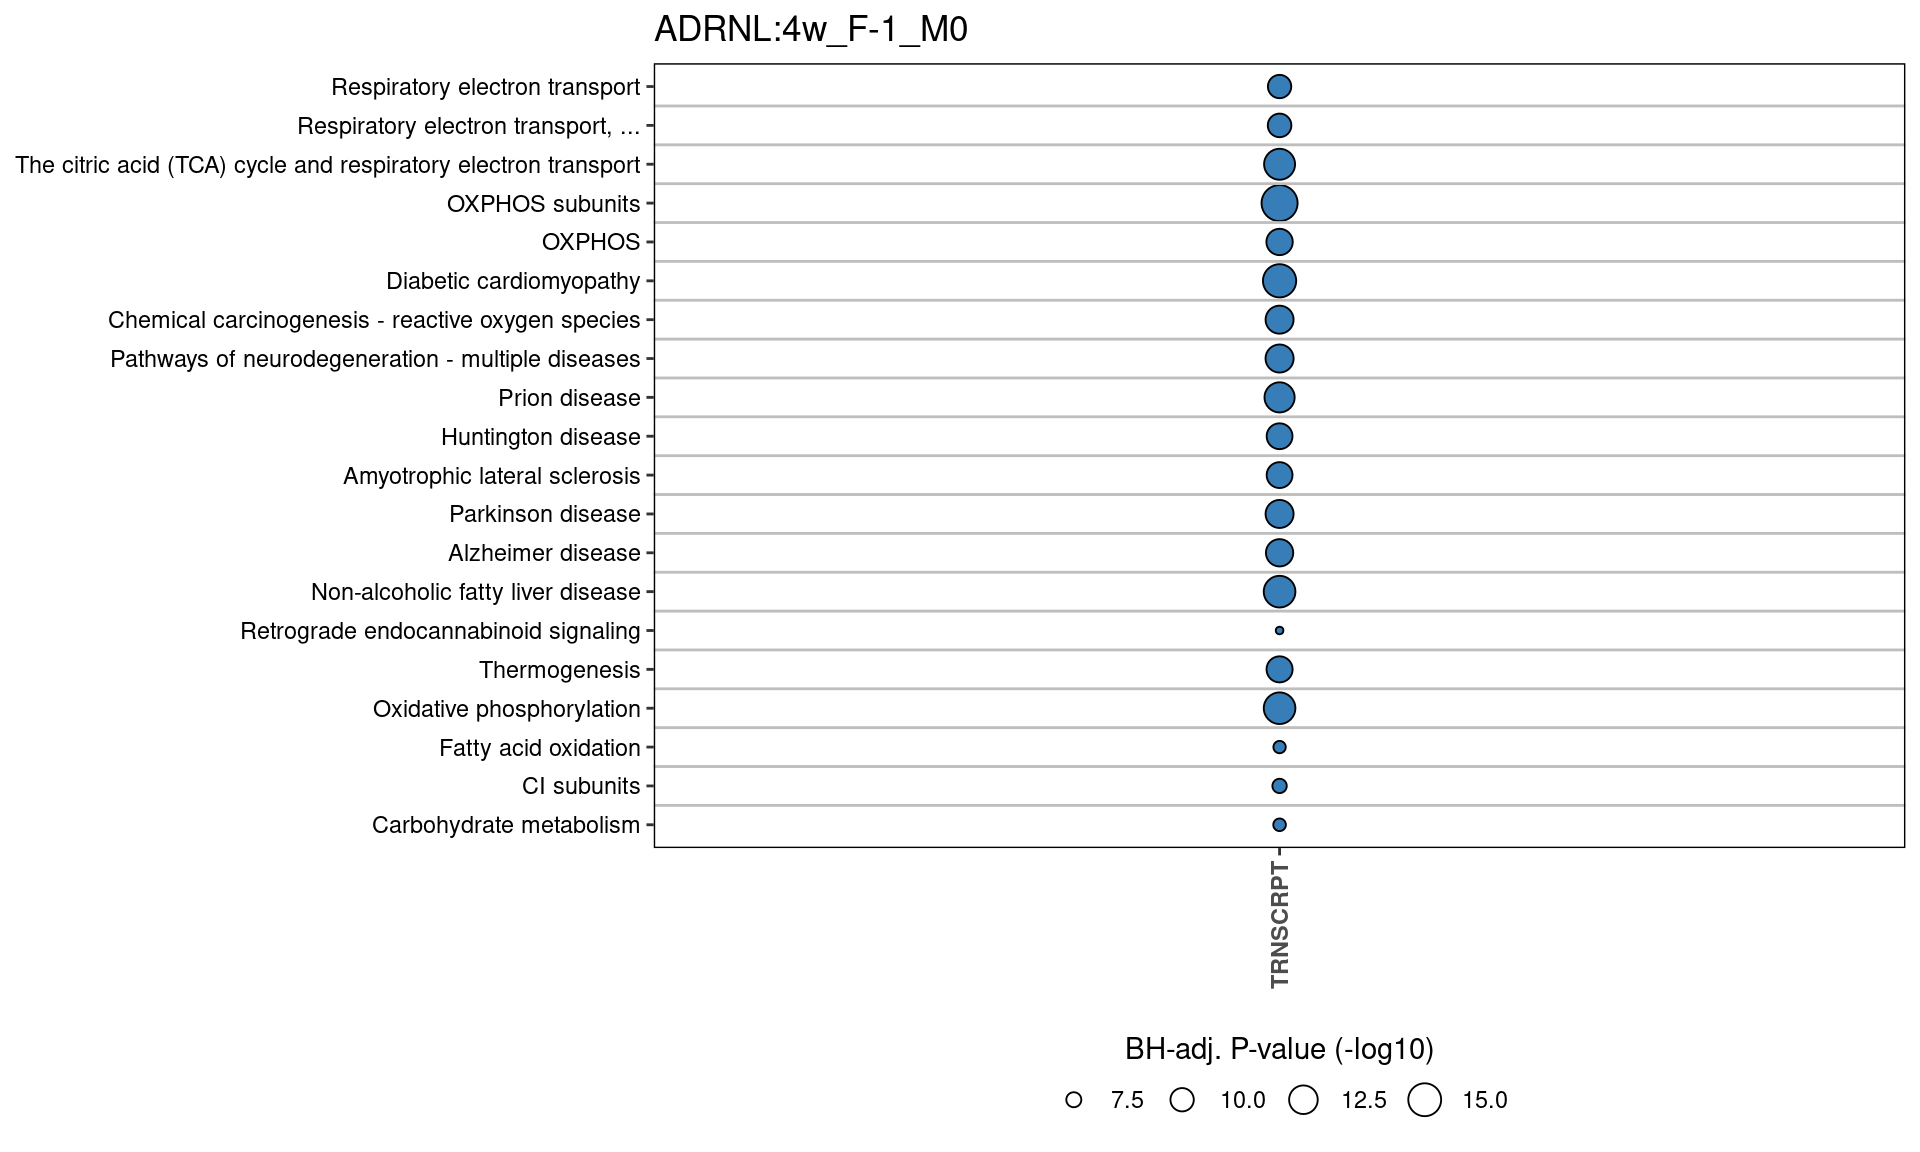 ADRNL:4w_F-1_M0
Respiratory electron transport
Respiratory electron transport, ...
The citric acid (TCA) cycle and respiratory electron transport
OXPHOS subunits
OXPHOS
Diabetic cardiomyopathy
Chemical carcinogenesis - reactive oxygen species
Pathways of neurodegeneration - multiple diseases
Prion disease
Huntington disease
Amyotrophic lateral sclerosis
Parkinson disease
Alzheimer disease
Non-alcoholic fatty liver disease
Retrograde endocannabinoid signaling
Thermogenesis
Oxidative phosphorylation
Fatty acid oxidation
CI subunits
Carbohydrate metabolism
TRNSCRPT
BH-adj. P-value (-log10)
7.5 10.0 12.5 15.0